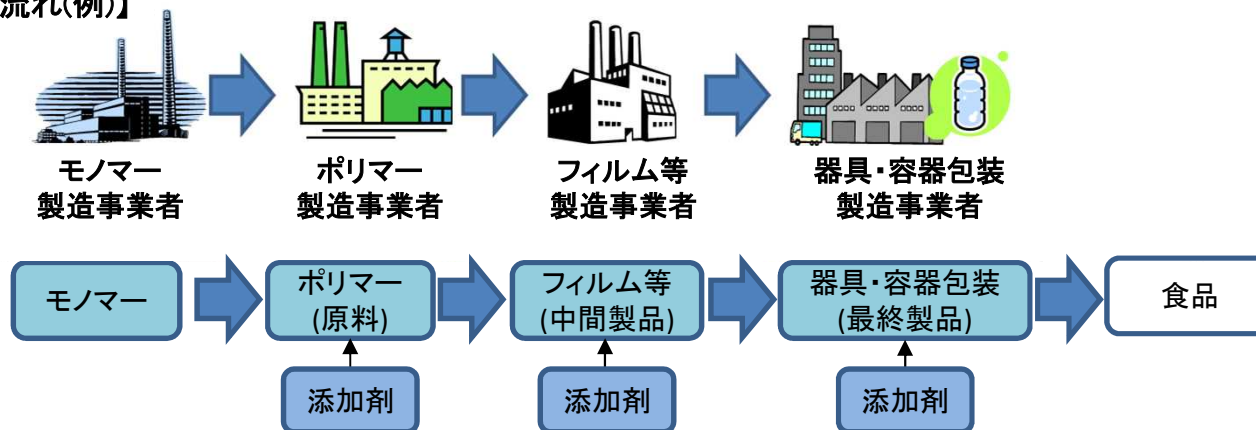 流れ(例)】
モノマー
製造事業者
ポリマー
製造事業者
フィルム等
製造事業者
器具・容器包装
製造事業者
モノマー
ポリマー
(原料)
フィルム等
(中間製品)
器具・容器包装
(最終製品)
食品
添加剤
添加剤
添加剤